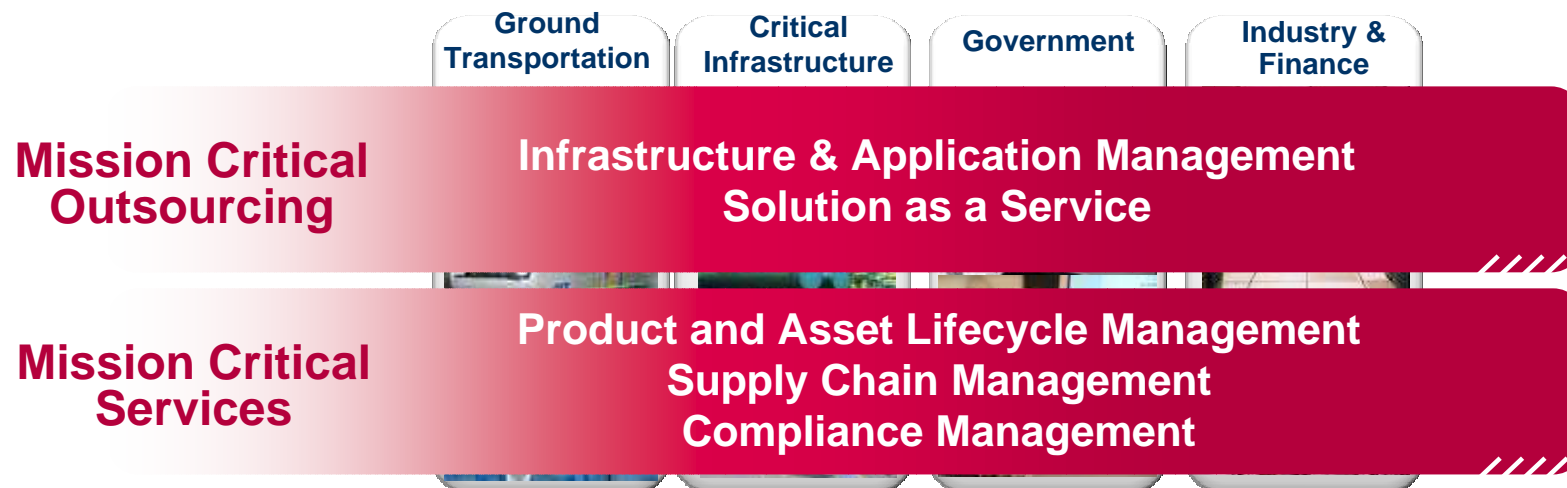 Ground
Transportation
Critical
Infrastructure
Government
Industry &
Finance
Mission Critical
Outsourcing
Infrastructure & Application Management
Solution as a Service
Mission Critical
Services
Product and Asset Lifecycle Management
Supply Chain Management
Compliance Management